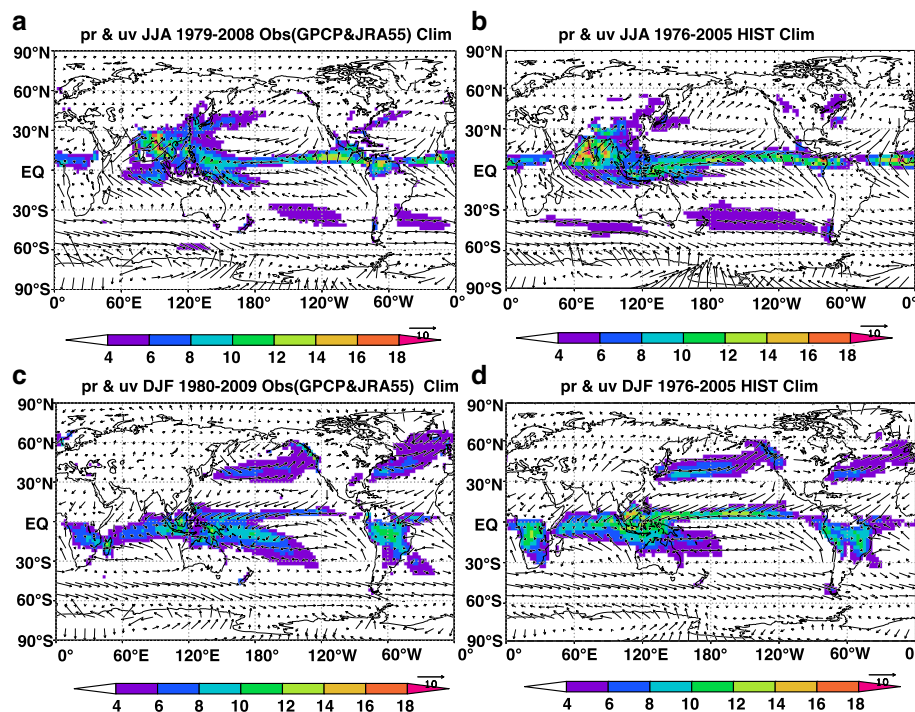 a
pr & uv JJA 1979-2008 Obs(GPCP&JRA55) Clim
90°N
60°N
30°N
EQ
30°S
60°S
90°S
0° 60°E 120°E 180° 120°W 60°W 0°
10
4 6 8 10 12 14 16 18
b
pr & uv JJA 1976-2005 HIST Clim
90°N
60°N
30°N
EQ
30°S
60°S
90°S
0° 60°E 120°E 180° 120°W 60°W 0°
10
4 6 8 10 12 14 16 18
c
pr & uv DJF 1980-2009 Obs(GPCP&JRA55) Clim
90°N
60°N
30°N
EQ
30°S
60°S
90°S
0° 60°E 120°E 180° 120°W 60°W 0°
10
4 6 8 10 12 14 16 18
d
pr & uv DJF 1976-2005 HIST Clim
90°N
60°N
30°N
EQ
30°S
60°S
90°S
0° 60°E 120°E 180° 120°W 60°W 0°
10
4 6 8 10 12 14 16 18